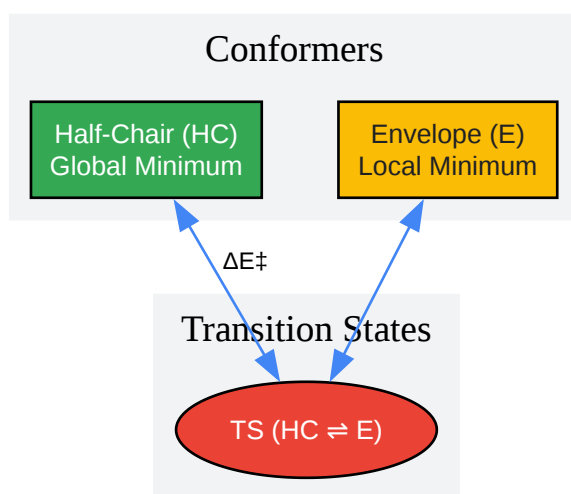 Conformers
Half-Chair (HC)
Global Minimum
Envelope (E)
Local Minimum
ΔE‡
Transition States
TS (HC ⇌ E)